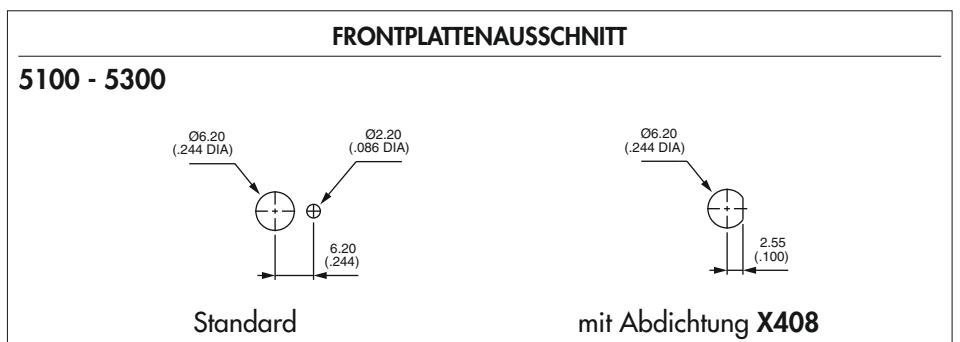 FRONTPLATTENAUSSCHNITT
5100 - 5300
Ø6.20
(.244 DIA)
Ø2.20
(.086 DIA)
6.20
(.244)
Standard
Ø6.20
(.244 DIA)
2.55
(.100)
mit Abdichtung X408